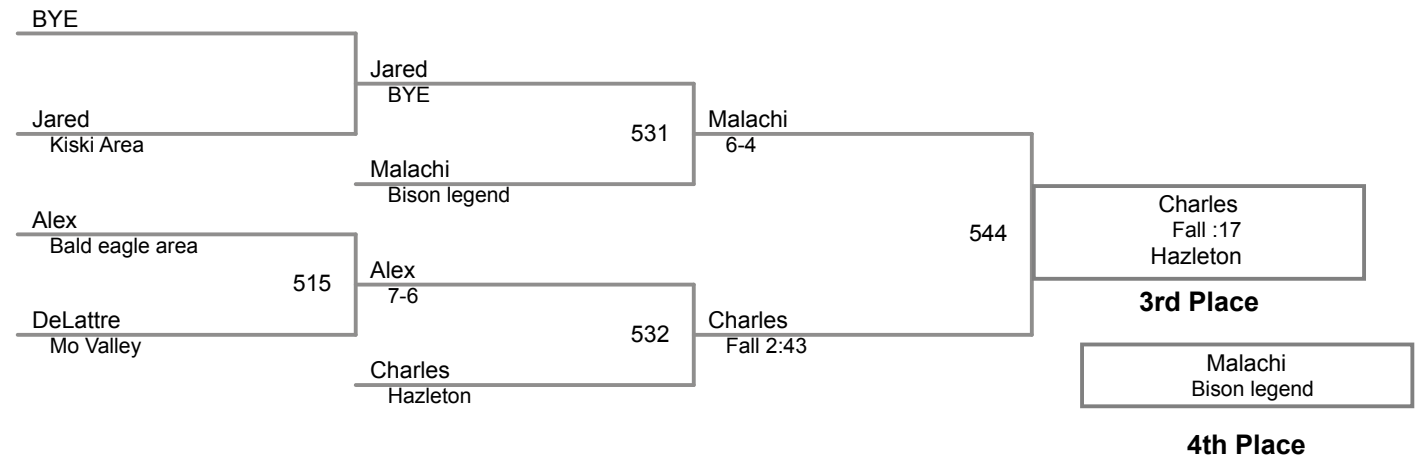 BYE
Jared
BYE
Jared
Kiski Area
531
Malachi
6-4
Malachi
Bison legend
Alex
Bald eagle area
515
Alex
7-6
DeLattre
Mo Valley
532
Charles
Fall 2:43
Charles
Hazleton
544
Charles
Fall :17
Hazleton
3rd Place
Malachi
Bison legend
4th Place